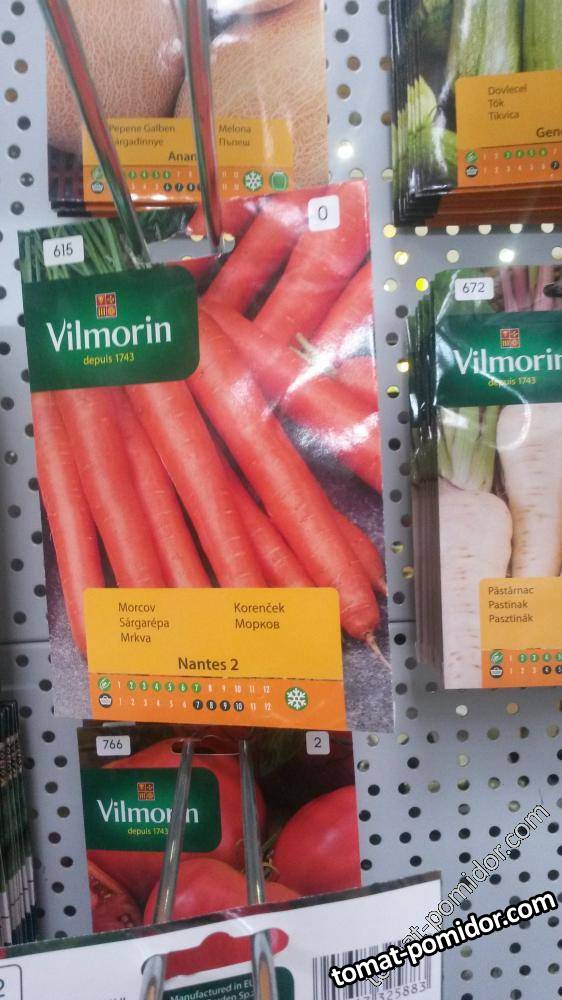 Pepene Galben
Melona
Sárgadinnye
Пъпеш
Dovlecel
Tök
Tikvica
615
0
Vilmorin
depuis 1743
672
Vilmorin
depuis 1743
Morcov
Korenček
Sárgarépa
Морков
Mrkva
Nantes 2
1 2 3 4 5 6 7 8 9 10 11 12
1 2 3 4 5 6 7 8 9 10 11 12
Păstârnac
Pastinak
Pasztinák
766
2
Vilmorin
depuis 1743
Manufactured in EU
tomat-pomidor.com
tomat-pomidor.com